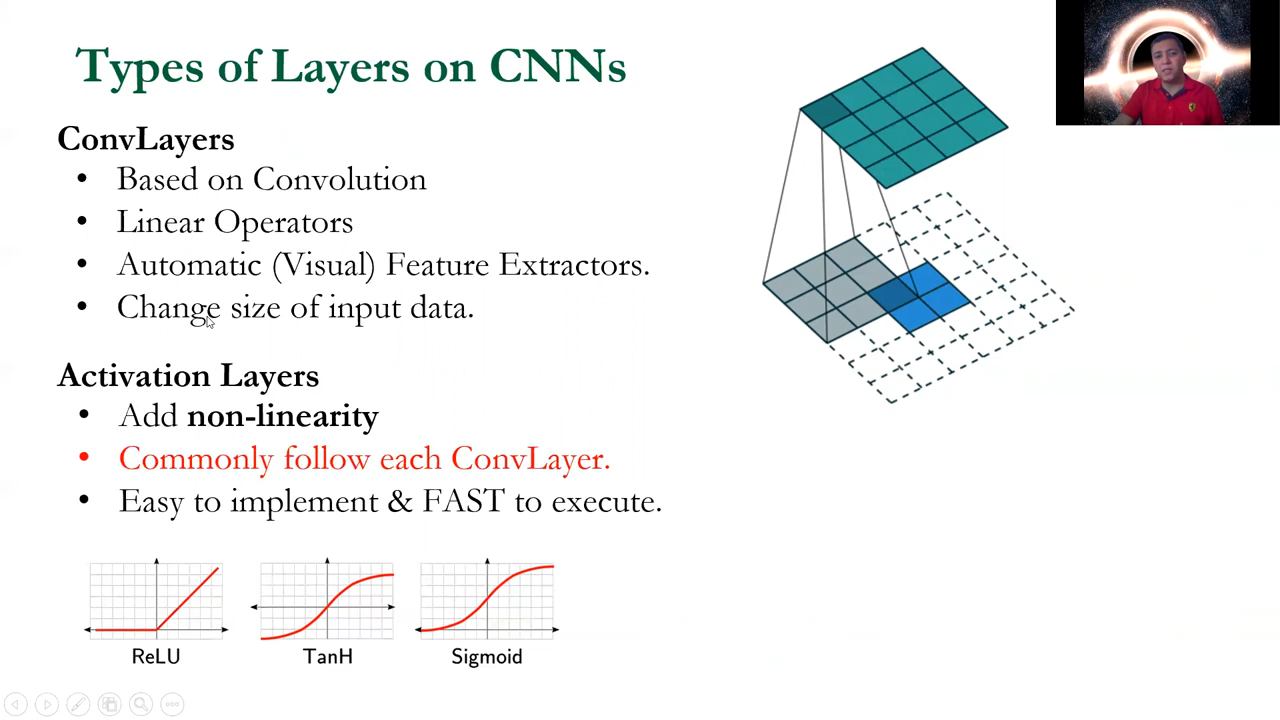 Types of Layers on CNNs
ConvLayers
• Based on Convolution
• Linear Operators
• Automatic (Visual) Feature Extractors.
• Change size of input data.
Activation Layers
• Add non-linearity
• Commonly follow each ConvLayer.
• Easy to implement & FAST to execute.
ReLU
TanH
Sigmoid